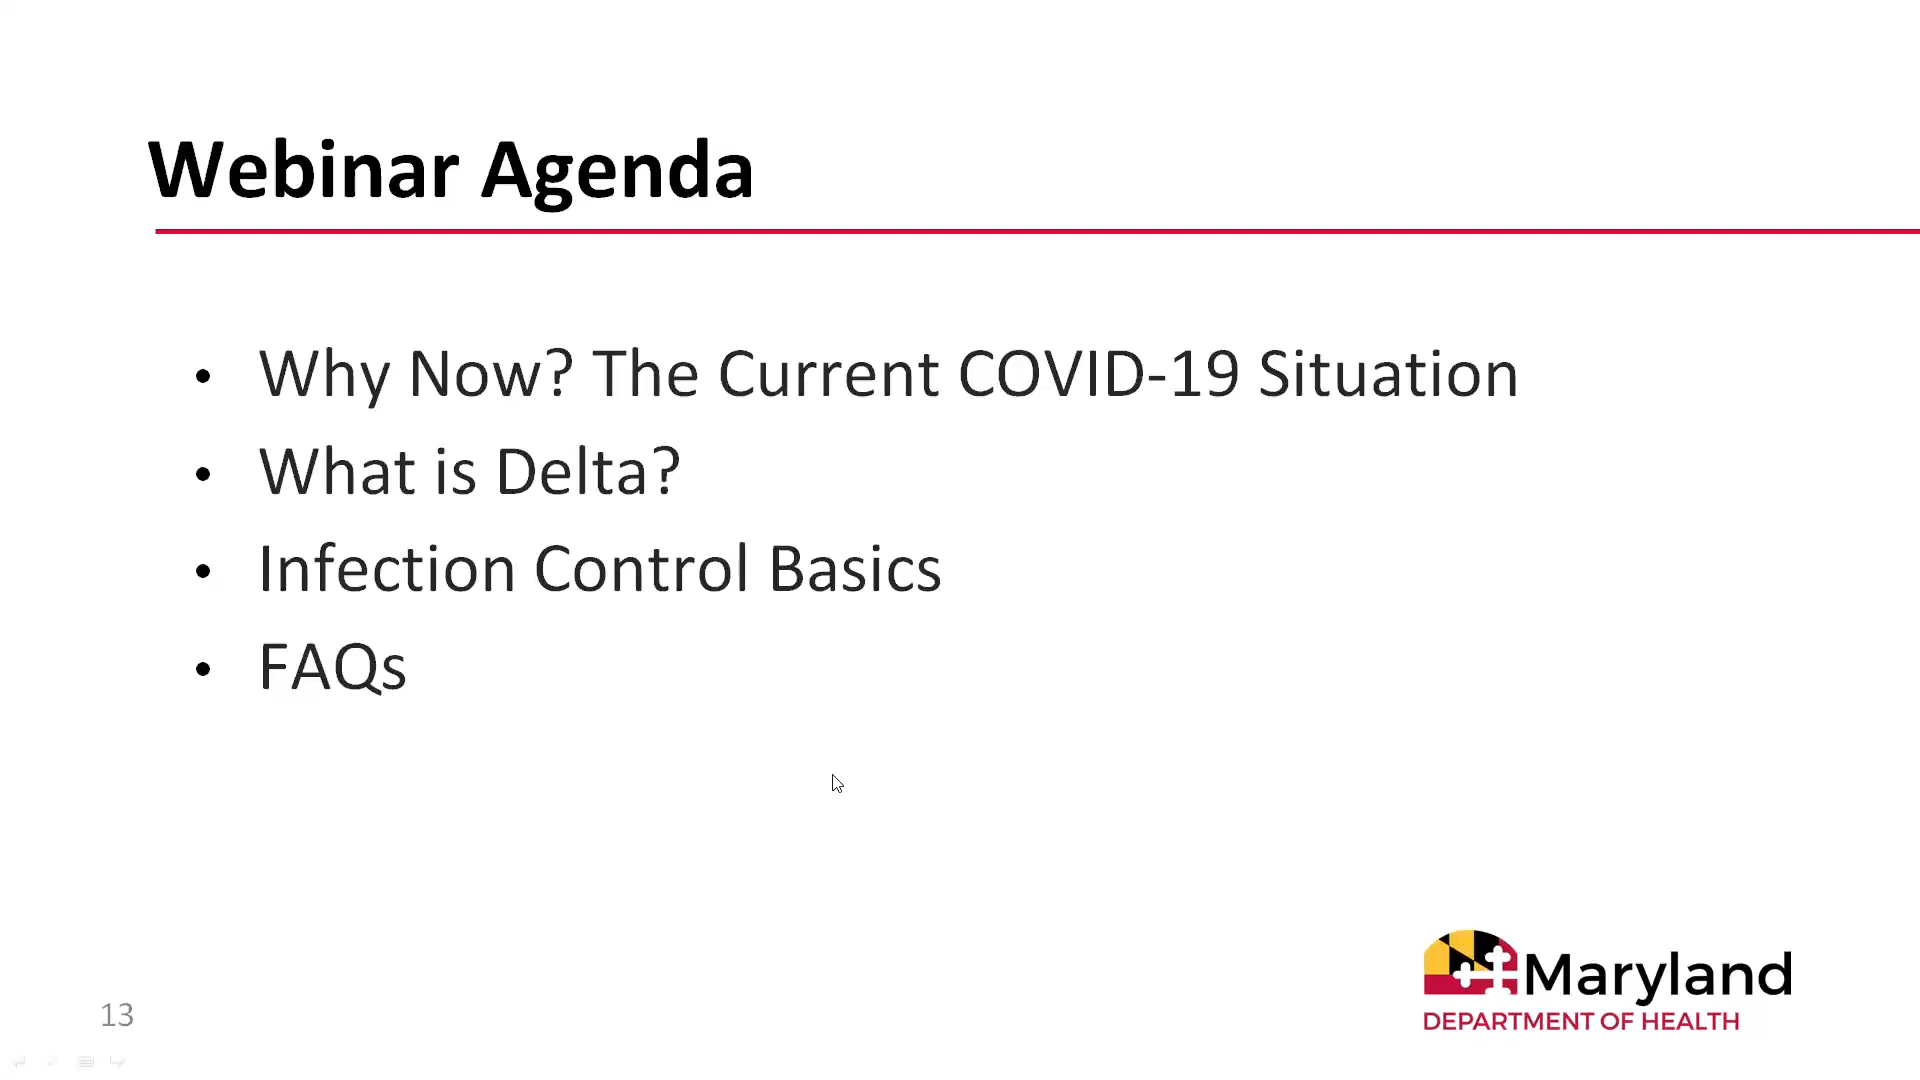 Webinar Agenda
• Why Now? The Current COVID-19 Situation
• What is Delta?
• Infection Control Basics
• FAQs
Maryland
DEPARTMENT OF HEALTH
13